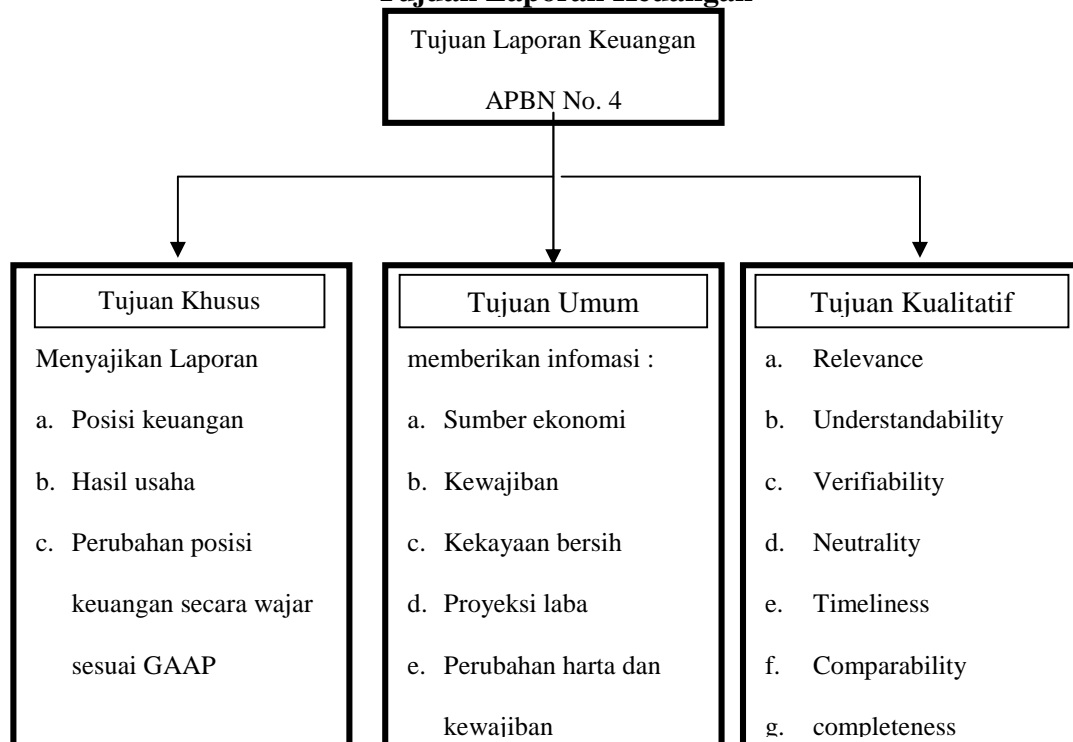 Tujuan Laporan Keuangan
Tujuan Laporan Keuangan
APBN No. 4
Tujuan Khusus
Menyajikan Laporan
a. Posisi keuangan
b. Hasil usaha
c. Perubahan posisi
keuangan secara wajar
sesuai GAAP
Tujuan Umum
memberikan infomasi :
a. Sumber ekonomi
b. Kewajiban
c. Kekayaan bersih
d. Proyeksi laba
e. Perubahan harta dan
kewajiban
Tujuan Kualitatif
a. Relevance
b. Understandability
c. Verifiability
d. Neutrality
e. Timeliness
f. Comparability
g. completeness